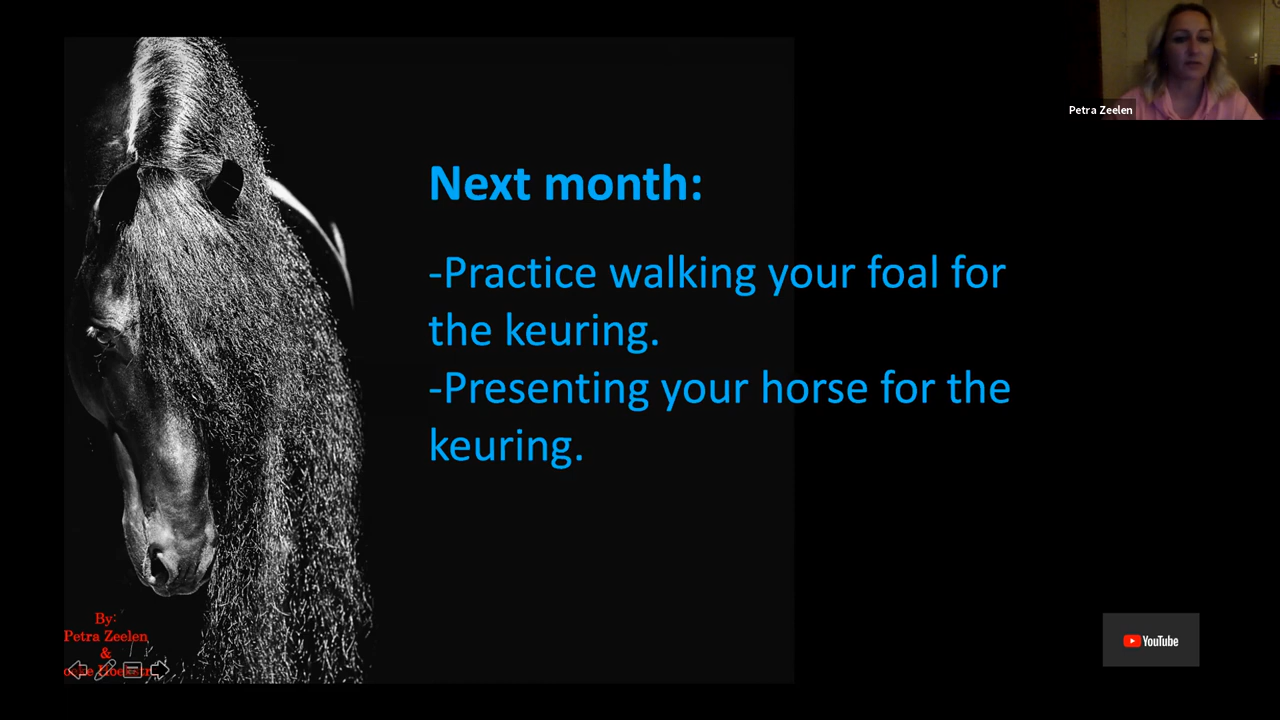 Petra Zeelen
Next month:
-Practice walking your foal for
the keuring.
-Presenting your horse for the
keuring.
By:
Petra Zeelen
&
YouTube